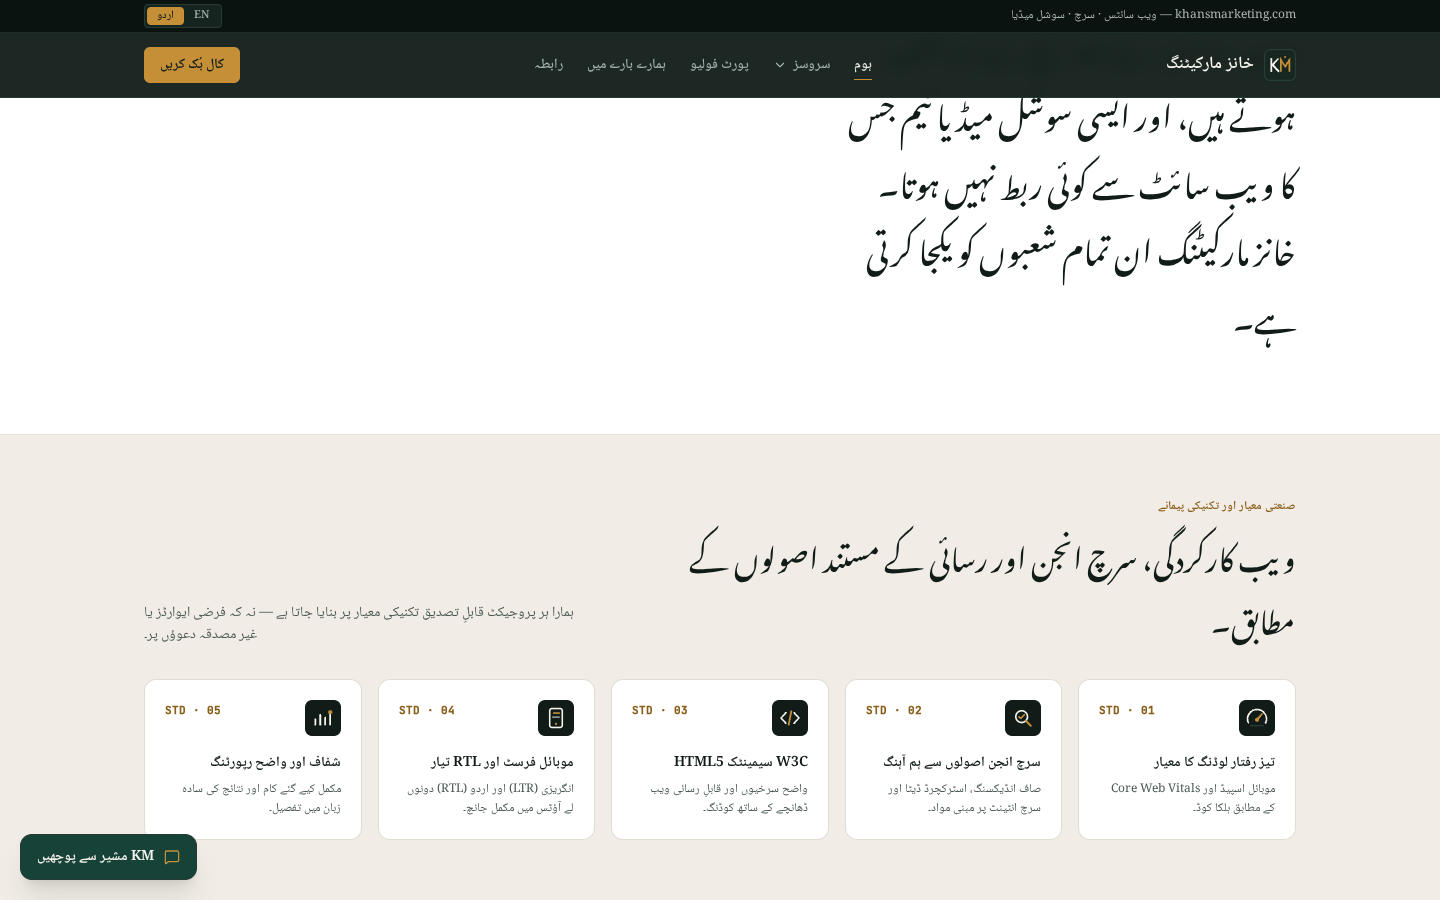 khansmarketing.com — ویب سائٹس · سرچ · سوشل میڈیا
EN
اردو
KM
خانز مارکیٹنگ
ہوم
سروسز
پورٹ فولیو
ہمارے بارے میں
رابطہ
کال بُک کریں
ہوتے ہیں، اور ایسی سوشل میڈیا ٹیم جس
کا ویب سائٹ سے کوئی ربط نہیں ہوتا۔
خانز مارکیٹنگ ان تمام شعبوں کو یکجا کرتی
ہے۔
صنعتی معیار اور تکنیکی پیمانے
ویب کارکردگی، سرچ انجن اور رسائی کے مستند اصولوں کے
مطابق۔
ہمارا ہر پروجیکٹ قابلِ تصدیق تکنیکی معیار پر بنایا جاتا ہے — نہ کہ فرضی ایوارڈز یا
غیر مصدقہ دعوؤں پر۔
STD · 01
تیز رفتار لوڈنگ کا معیار
موبائل اسپیڈ اور Core Web Vitals
کے مطابق ہلکا کوڈ۔
STD · 02
سرچ انجن اصولوں سے ہم آہنگ
صاف انڈیکسنگ، اسٹرکچرڈ ڈیٹا اور
سرچ انٹینٹ پر مبنی مواد۔
STD · 03
W3C سیمینٹک HTML5
واضح سرخیوں اور قابلِ رسائی ویب
ڈھانچے کے ساتھ کوڈنگ۔
STD · 04
موبائل فرسٹ اور RTL تیار
انگریزی (LTR) اور اردو (RTL) دونوں
لے آؤٹس میں مکمل جانچ۔
STD · 05
شفاف اور واضح رپورٹنگ
مکمل کیے گئے کام اور نتائج کی سادہ
زبان میں تفصیل۔
KM مشیر سے پوچھیں